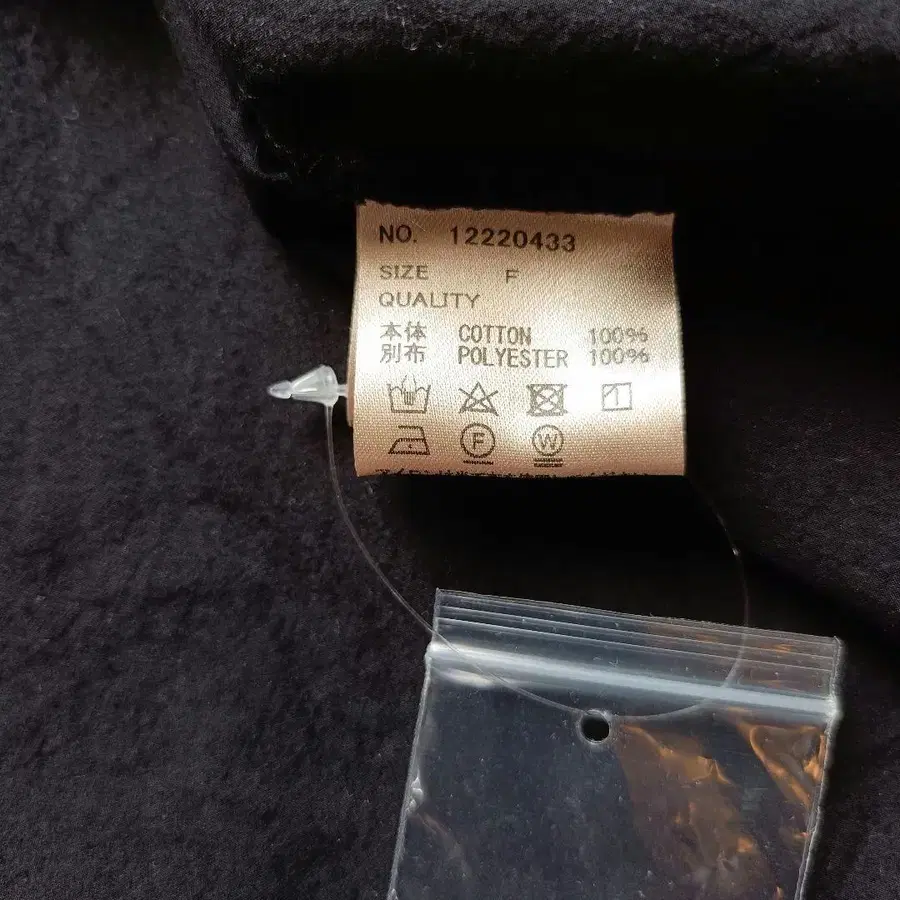 NO. 12220433
SIZE F
QUALITY
本体 COTTON 100%
別布 POLYESTER 100%
F W